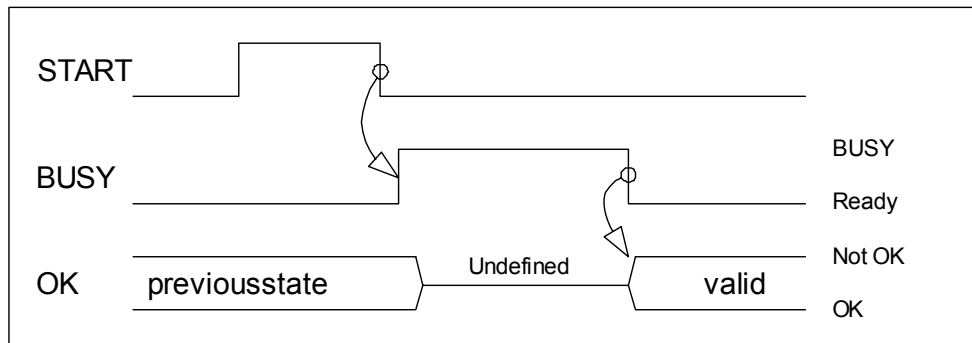 START
BUSY
BUSY
Ready
Undefined
Not OK
OK
previousstate
valid
OK